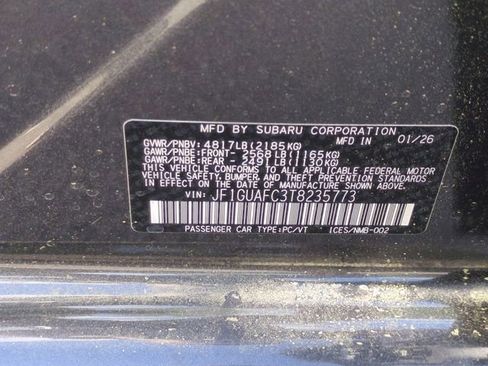 MFD BY SUBARU CORPORATION
GVWR/PNBV: 4817LB(2185KG) MFD IN 01/26
GAWR/PNBE:FRONT- 2568LB(1165KG)
GAWR/PNBE:REAR - 2491LB(1130KG)
THIS VEHICLE CONFORMS TO ALL APPLICABLE FEDERAL MOTOR
VEHICLE SAFETY, BUMPER, AND THEFT PREVENTION STANDARDS
IN EFFECT ON THE DATE OF MANUFACTURE SHOWN ABOVE.
VIN: JF1GUAFC3T8235773
PASSENGER CAR TYPE:PC/VT ICES/NMB-002